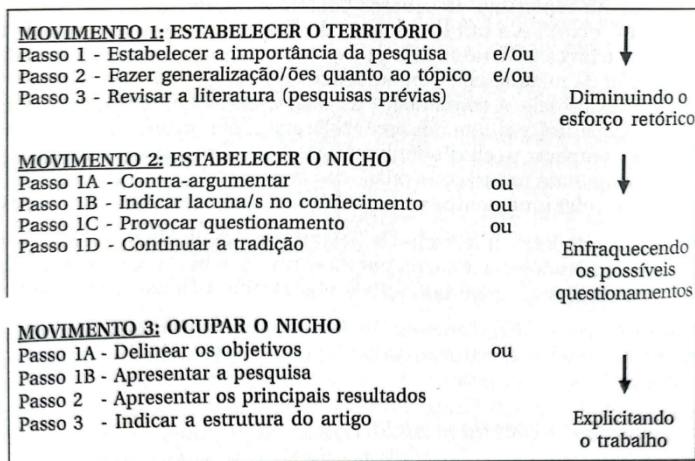 MOVIMENTO 1: ESTABELECER O TERRITÓRIO
Passo 1 - Estabelecer a importância da pesquisa e/ou
Passo 2 - Fazer generalização/ões quanto ao tópico e/ou
Passo 3 - Revisar a literatura (pesquisas prévias)
Diminuindo o
esforço retórico
MOVIMENTO 2: ESTABELECER O NICHO
Passo 1A - Contra-argumentar ou
Passo 1B - Indicar lacuna/s no conhecimento ou
Passo 1C - Provocar questionamento ou
Passo 1D - Continuar a tradição
Enfraquecendo
os possíveis
questionamentos
MOVIMENTO 3: OCUPAR O NICHO
Passo 1A - Delinear os objetivos ou
Passo 1B - Apresentar a pesquisa
Passo 2 - Apresentar os principais resultados
Passo 3 - Indicar a estrutura do artigo
Explicitando
o trabalho